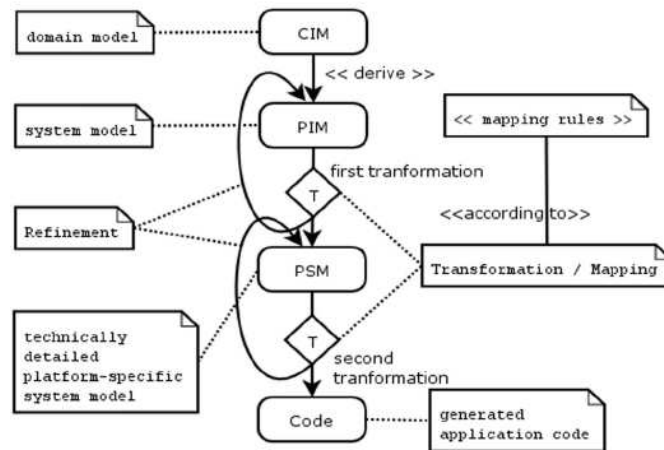 domain model
CIM
<< derive >>
system model
PIM
<< mapping rules >>
first tranformation
T
Refinement
<<according to>>
PSM
Transformation / Mapping
technically
detailed
platform-specific
system model
T
second
tranformation
Code
generated
application code